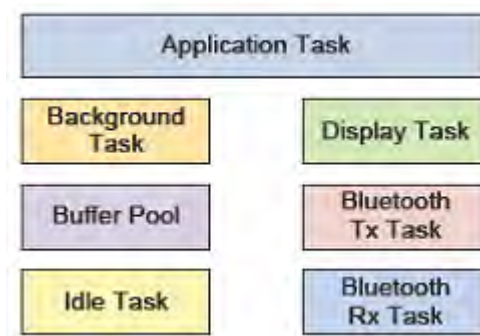 Application Task
Background
Task
Display Task
Buffer Pool
Bluetooth
Tx Task
Idle Task
Bluetooth
Rx Task